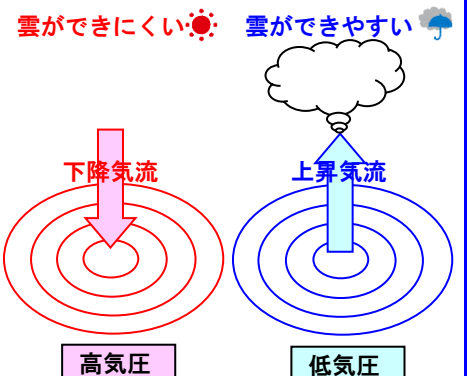 雲ができにくい
雲ができやすい
下降気流
上昇気流
高気圧
低気圧